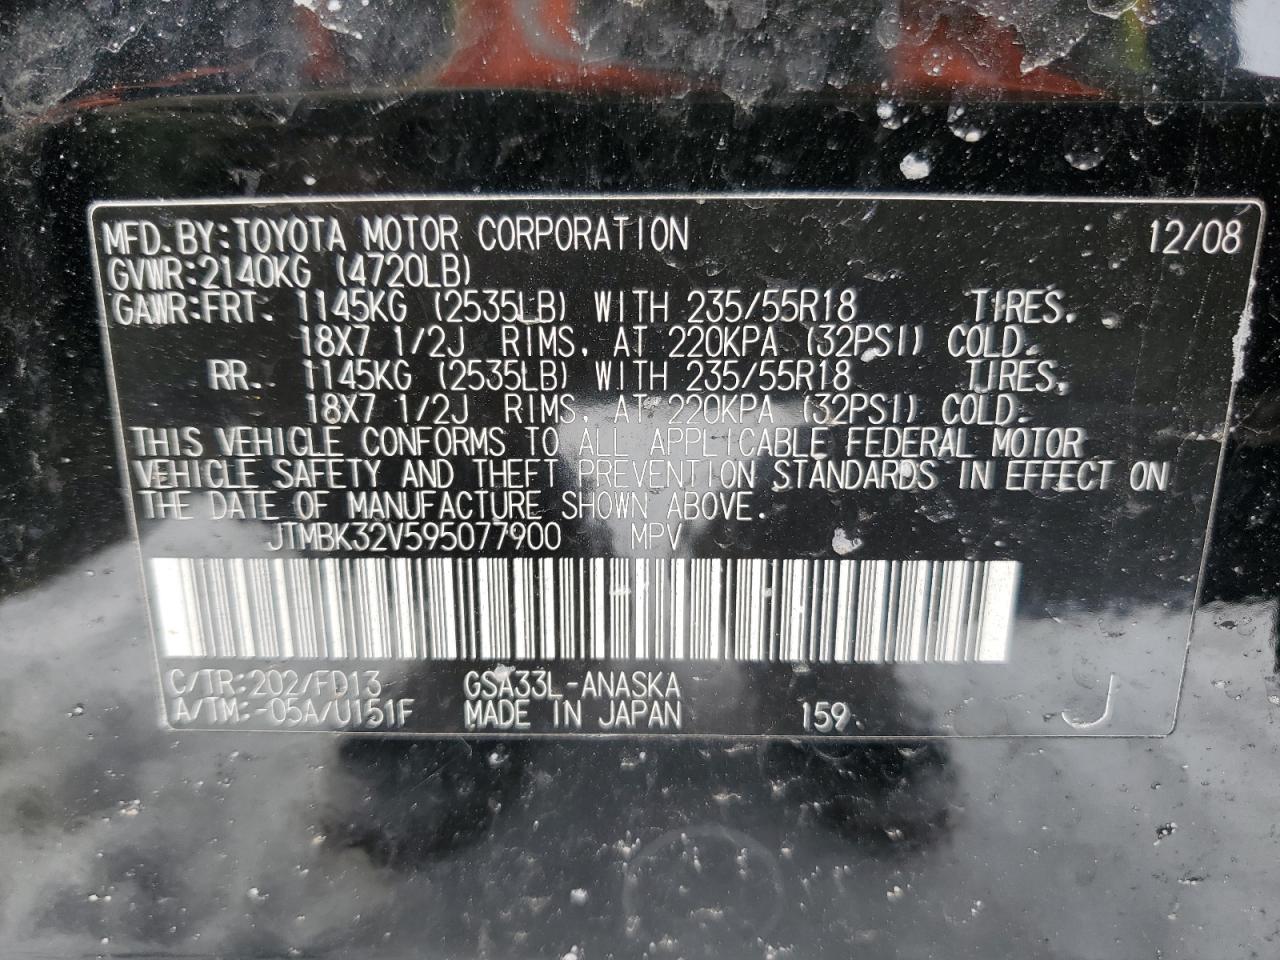 MFD. BY: TOYOTA MOTOR CORPORATION 12/08
GVWR: 2140KG (4720LB)
GAWR: FRT. 1145KG (2535LB) WITH 235/55R18 TIRES.
18X7 1/2J RIMS, AT 220KPA (32PSI) COLD.
RR. 1145KG (2535LB) WITH 235/55R18 TIRES,
18X7 1/2J RIMS, AT 220KPA (32PSI) COLD.
THIS VEHICLE CONFORMS TO ALL APPLICABLE FEDERAL MOTOR
VEHICLE SAFETY AND THEFT PREVENTION STANDARDS IN EFFECT ON
THE DATE OF MANUFACTURE SHOWN ABOVE.
JTMBK32V595077900 MPV
C/TR: 202/FD13 GSA33L-ANASKA
A/TM: -05A/U151F MADE IN JAPAN 159 J